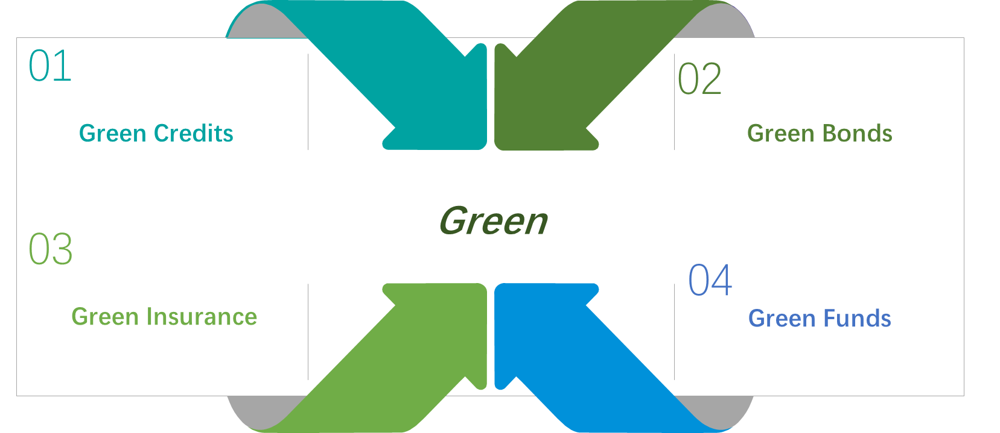 01
Green Credits
02
Green Bonds
Green
03
Green Insurance
04
Green Funds